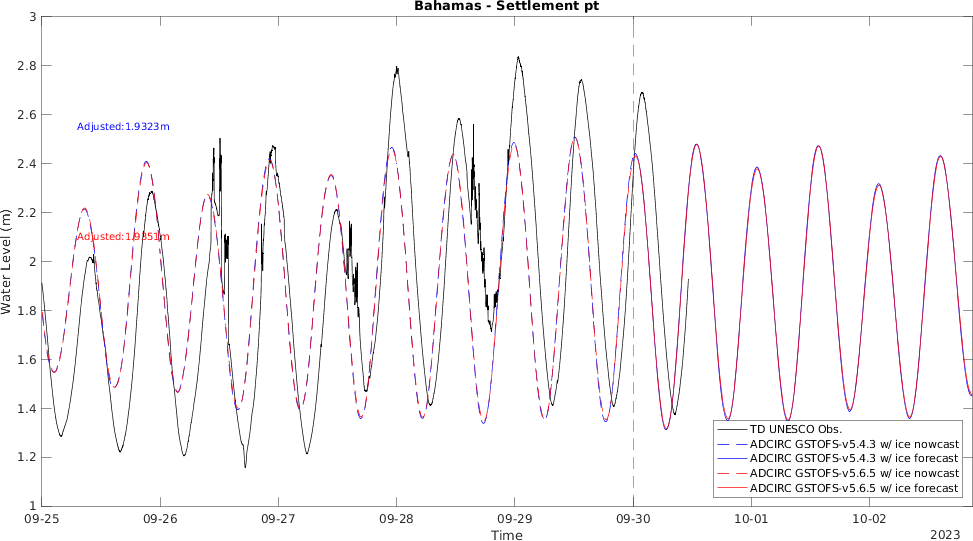 Bahamas - Settlement pt
3
2.8
2.6
2.4
2.2
2
1.8
1.6
1.4
1.2
1
Water Level (m)
Adjusted:1.9323m
Adjusted:1.9351m
TD UNESCO Obs.
ADCIRC GSTOFS-v5.4.3 w/ ice nowcast
ADCIRC GSTOFS-v5.4.3 w/ ice forecast
ADCIRC GSTOFS-v5.6.5 w/ ice nowcast
ADCIRC GSTOFS-v5.6.5 w/ ice forecast
09-25 09-26 09-27 09-28 09-29 09-30 10-01 10-02
Time
2023